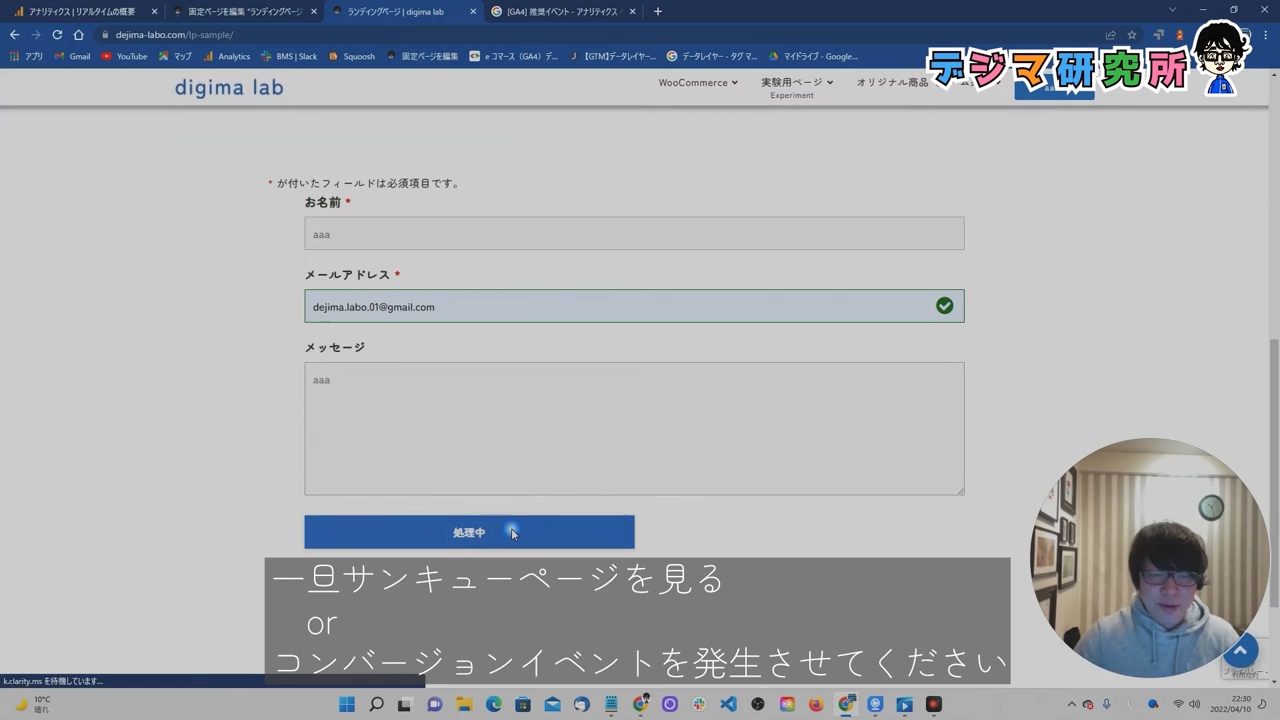 アナリティクス | リアルタイムの概要
固定ページを編集 "ランディングページ"
ランディングページ | digima lab
[GA4] 推奨イベント - アナリティクス
dejima-labo.com/lp-sample/
アプリ
Gmail
YouTube
マップ
Analytics
BMS | Slack
Squoosh
固定ページを編集
eコマース（GA4）デ...
【GTM】データレイヤー...
データレイヤー - タグ マ...
マイドライブ - Google...
デジマ研究所
digima lab
WooCommerce
実験用ページ
Experiment
オリジナル商品
* が付いたフィールドは必須項目です。
お名前 *
aaa
メールアドレス *
dejima.labo.01@gmail.com
メッセージ
aaa
処理中
一旦サンキューページを見る
or
コンバージョンイベントを発生させてください
k.clarity.ms を待機しています...
10°C
晴れ
22:30
2022/04/10